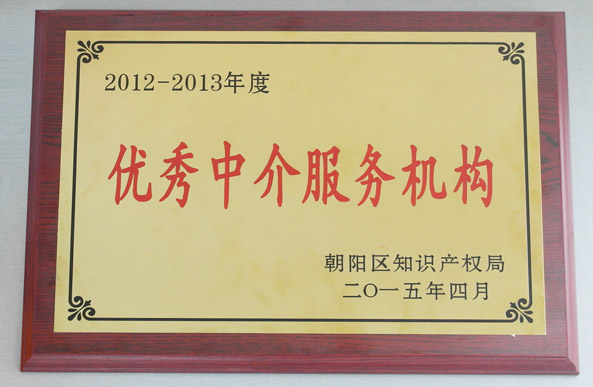 2012-2013年度
优秀中介服务机构
朝阳区知识产权局
二〇一五年四月